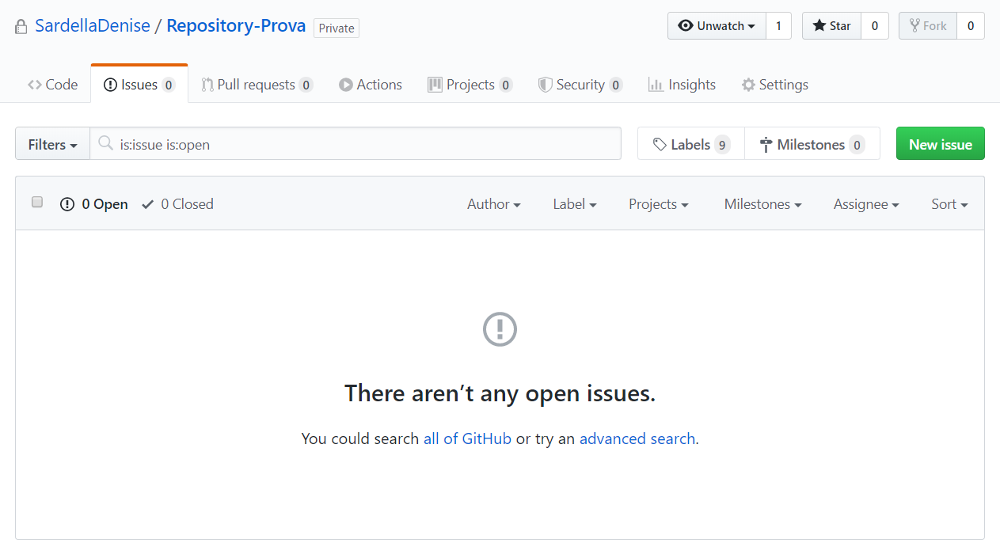 SardellaDenise / Repository-Prova Private Unwatch 1 Star 0 Fork 0
Code Issues 0 Pull requests 0 Actions Projects 0 Security 0 Insights Settings
Filters is:issue is:open Labels 9 Milestones 0 New issue
0 Open 0 Closed Author Label Projects Milestones Assignee Sort
There aren’t any open issues.
You could search all of GitHub or try an advanced search.